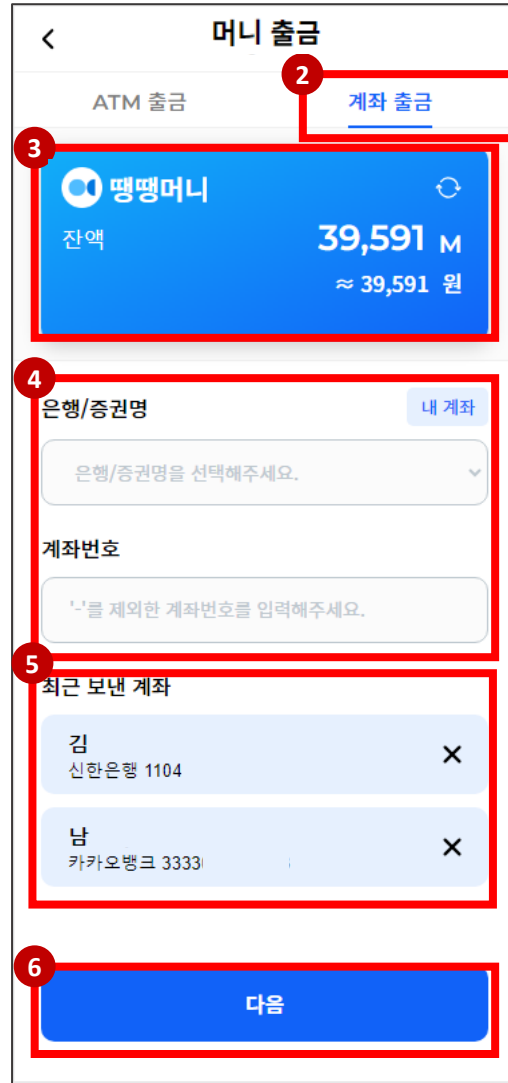 머니 출금
2
ATM 출금
계좌 출금
3
땡땡머니
잔액
39,591 M
≈ 39,591 원
4
은행/증권명
내 계좌
은행/증권명을 선택해주세요.
계좌번호
'-'를 제외한 계좌번호를 입력해주세요.
5
최근 보낸 계좌
김
신한은행 1104
남
카카오뱅크 3333
6
다음